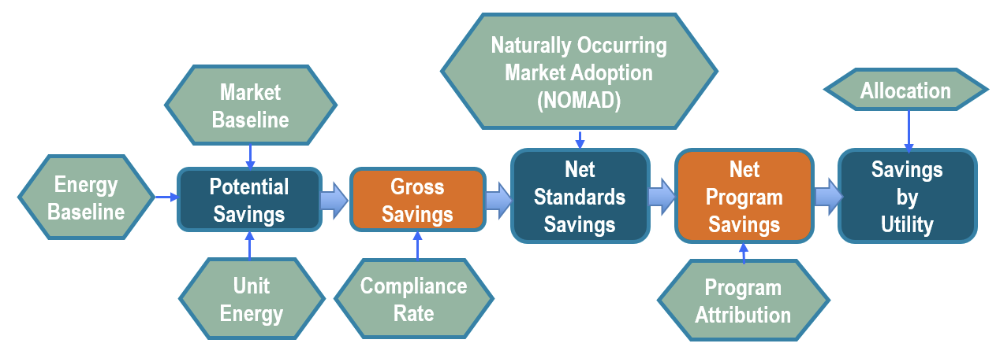 Naturally Occurring
Market Adoption
(NOMAD)
Market
Baseline
Allocation
Energy
Baseline
Potential
Savings
Gross
Savings
Net
Standards
Savings
Net
Program
Savings
Savings
by
Utility
Unit
Energy
Compliance
Rate
Program
Attribution